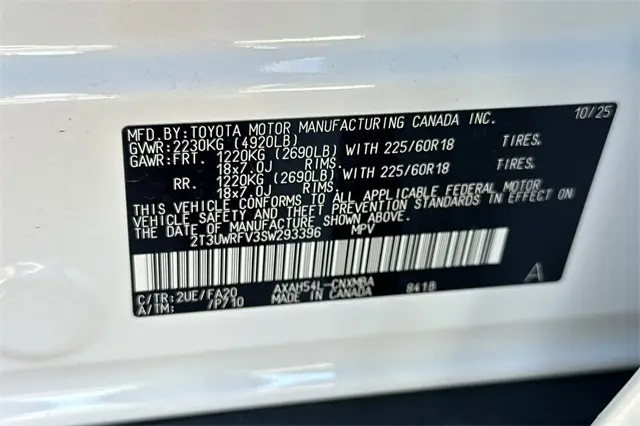 MFD.BY:TOYOTA MOTOR MANUFACTURING CANADA INC. 10/25
GVWR:2230KG (4920LB)
GAWR:FRT. 1220KG (2690LB) WITH 225/60R18 TIRES.
18x7.0J RIMS.
RR. 1220KG (2690LB) WITH 225/60R18 TIRES.
18x7.0J RIMS.
THIS VEHICLE CONFORMS TO ALL APPLICABLE FEDERAL MOTOR
VEHICLE SAFETY AND THEFT PREVENTION STANDARDS IN EFFECT ON
THE DATE OF MANUFACTURE SHOWN ABOVE.
2T3UWRFV3SW293396 MPV
C/TR:2UE/FA20 AXAH54L-CNXMBA 841B A
A/TM: /P710 MADE IN CANADA